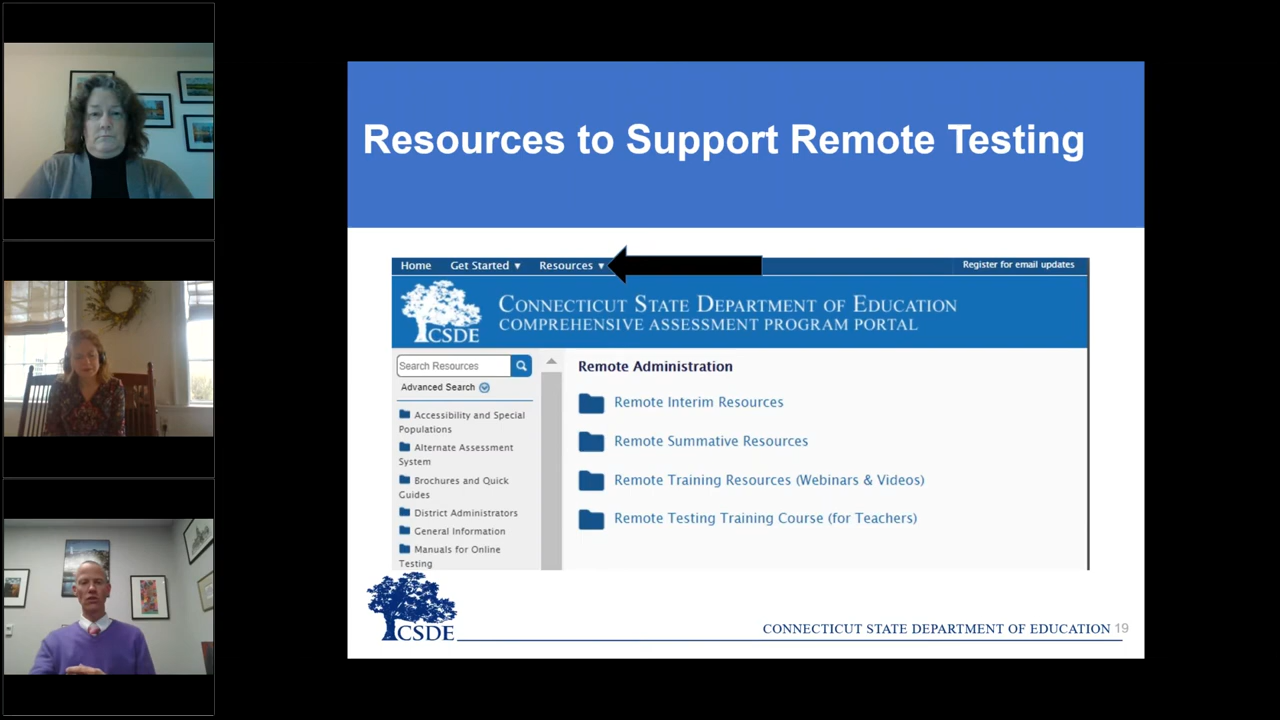 Resources to Support Remote Testing
Home Get Started ▼ Resources ▼ Register for email updates
CSDE
CONNECTICUT STATE DEPARTMENT OF EDUCATION
COMPREHENSIVE ASSESSMENT PROGRAM PORTAL
Search Resources
Advanced Search
Accessibility and Special
Populations
Alternate Assessment
System
Brochures and Quick
Guides
District Administrators
General Information
Manuals for Online
Testing
Remote Administration
Remote Interim Resources
Remote Summative Resources
Remote Training Resources (Webinars & Videos)
Remote Testing Training Course (for Teachers)
CSDE
CONNECTICUT STATE DEPARTMENT OF EDUCATION 19